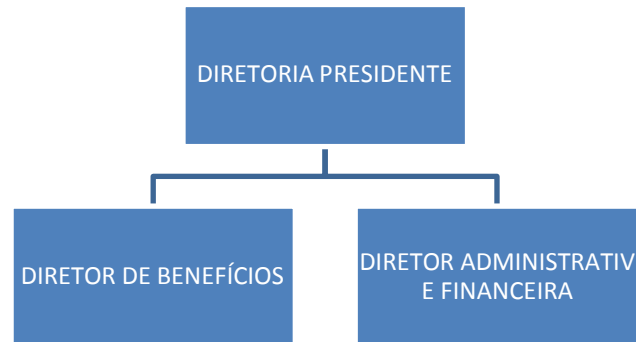 DIRETORIA PRESIDENTE
DIRETOR DE BENEFÍCIOS
DIRETOR ADMINISTRATIV
E FINANCEIRA